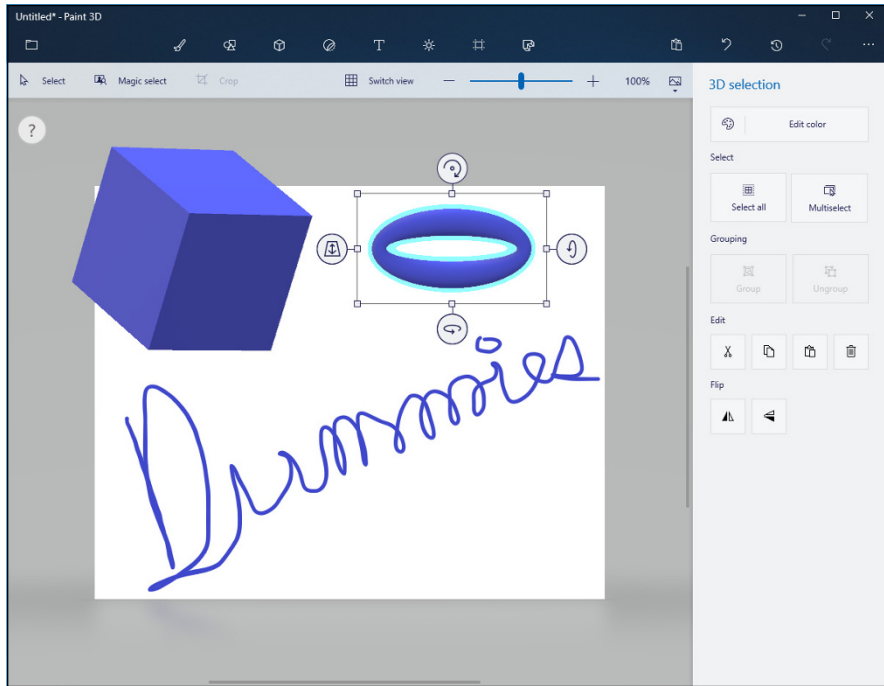 Untitled* - Paint 3D
T
Select
Magic select
Crop
Switch view
100%
?
3D selection
Edit color
Select
Select all
Multiselect
Grouping
Group
Ungroup
Edit
Flip
Dummies